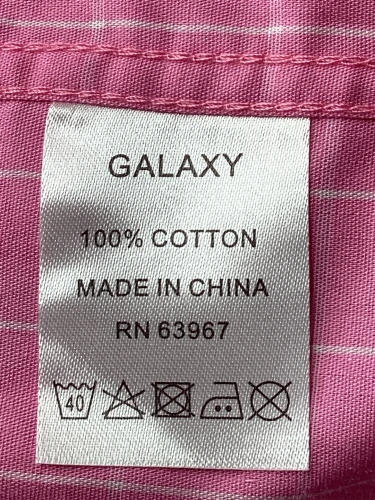 GALAXY
100% COTTON
MADE IN CHINA
RN 63967
40